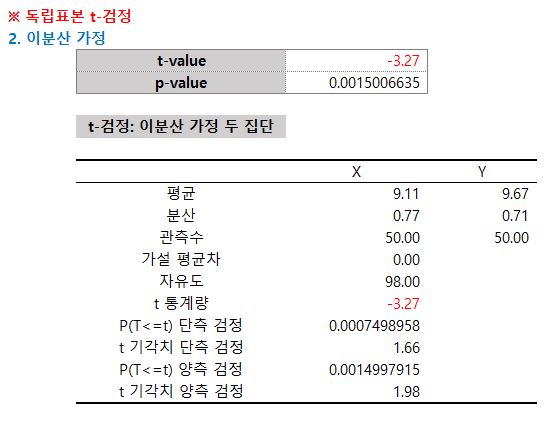 ※ 독립표본 t-검정
2. 이분산 가정
t-value -3.27
p-value 0.0015006635
t-검정: 이분산 가정 두 집단
X Y
평균 9.11 9.67
분산 0.77 0.71
관측수 50.00 50.00
가설 평균차 0.00
자유도 98.00
t 통계량 -3.27
P(T<=t) 단측 검정 0.0007498958
t 기각치 단측 검정 1.66
P(T<=t) 양측 검정 0.0014997915
t 기각치 양측 검정 1.98